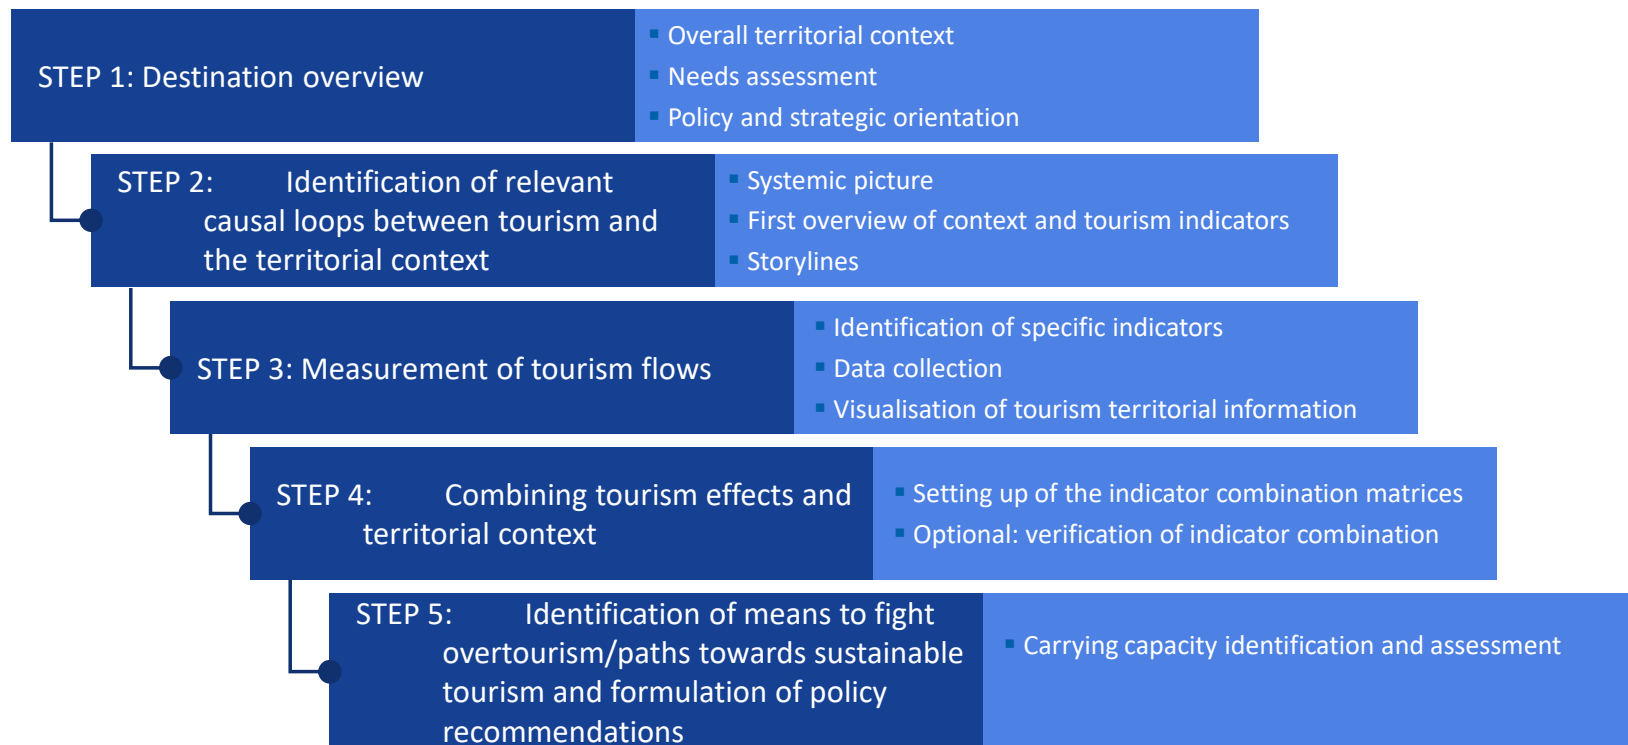 STEP 1: Destination overview
▪ Overall territorial context
▪ Needs assessment
▪ Policy and strategic orientation
STEP 2: Identification of relevant
causal loops between tourism and
the territorial context
▪ Systemic picture
▪ First overview of context and tourism indicators
▪ Storylines
STEP 3: Measurement of tourism flows
▪ Identification of specific indicators
▪ Data collection
▪ Visualisation of tourism territorial information
STEP 4: Combining tourism effects and
territorial context
▪ Setting up of the indicator combination matrices
▪ Optional: verification of indicator combination
STEP 5: Identification of means to fight
overtourism/paths towards sustainable
tourism and formulation of policy
recommendations
▪ Carrying capacity identification and assessment